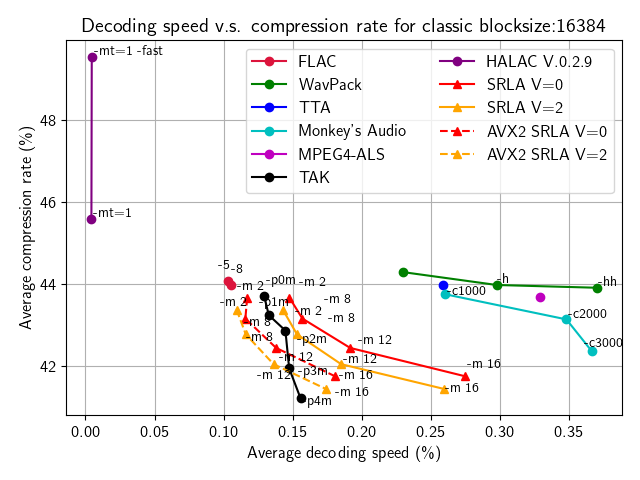 Decoding speed v.s. compression rate for classic blocksize:16384
-mt=1 -fast
FLAC
WavPack
TTA
Monkey's Audio
MPEG4-ALS
TAK
HALAC V.0.2.9
SRLA V=0
SRLA V=2
AVX2 SRLA V=0
AVX2 SRLA V=2
48
46
44
42
Average compression rate (%)
-mt=1
-5
-8
-p0m
-m 2
-m 2
-hh
-h
-c1000
-m 2
-p1m
-m 8
-m 2
-m 8
-m 8
-c2000
-m 8
-p2m
-m 12
-c3000
-m 12
-m 12
-m 16
-m 12
-p3m
-m 16
-m 16
-m 16
-p4m
0.00
0.05
0.10
0.15
0.20
0.25
0.30
0.35
Average decoding speed (%)